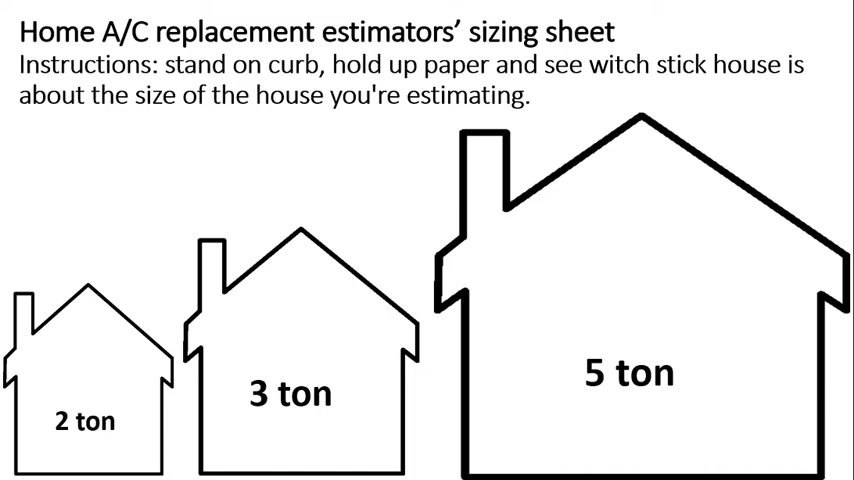 Home A/C replacement estimators’ sizing sheet
Instructions: stand on curb, hold up paper and see witch stick house is
about the size of the house you're estimating.
2 ton
3 ton
5 ton